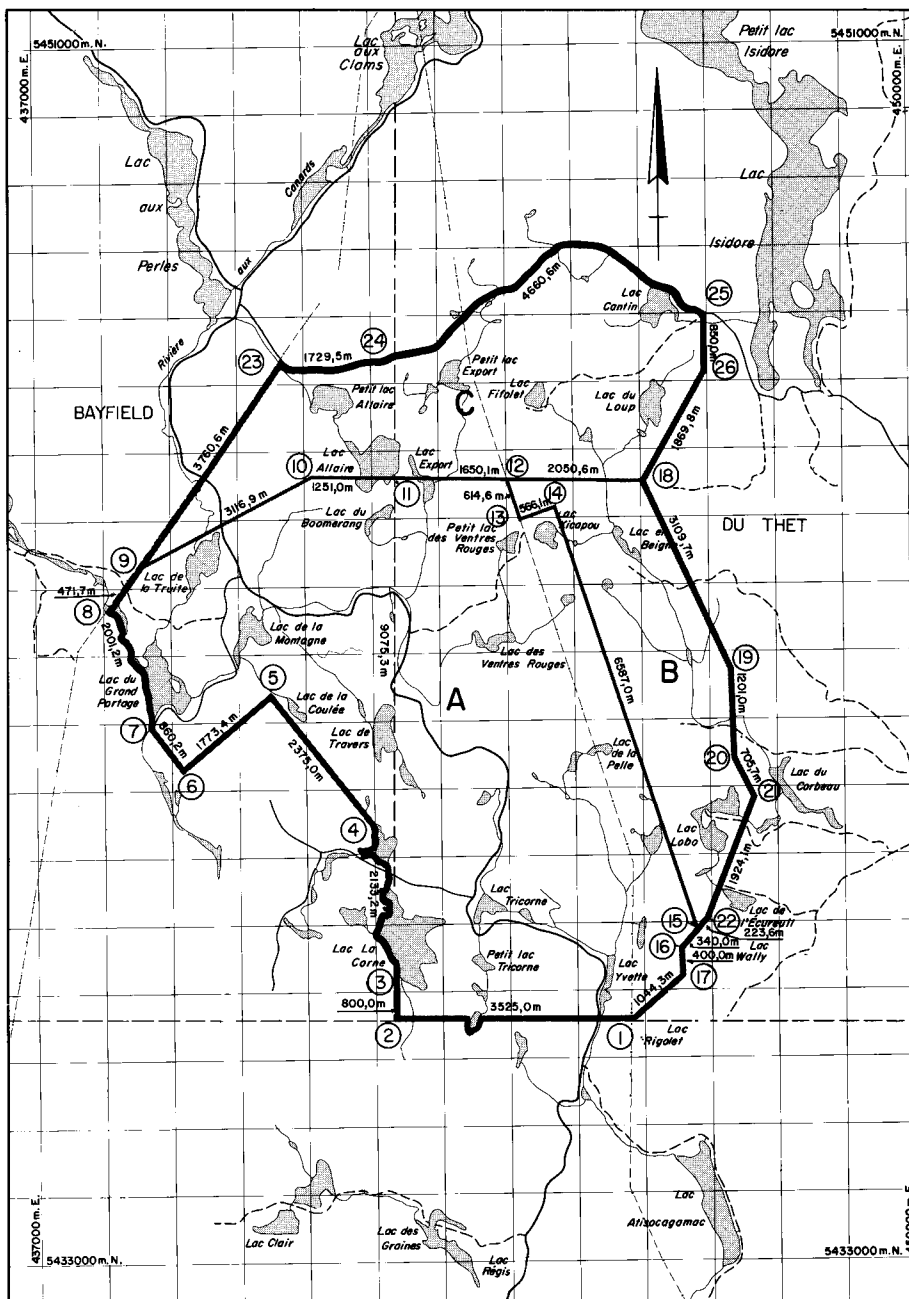 5451000 m. N.
5451000 m. N.
437000 m. E.
Lac
aux
Clams
Petit lac
Isidore
Lac
aux
Perles
Canards
aux
Rivière
Lac
Isidore
4660,6m
Lac
Cantin
25
850,0m
26
24
1729,5m
23
Petit lac
Export
Petit lac
Allaire
Lac
Fifolet
Lac du
Loup
C
BAYFIELD
3760,6m
1869,8m
10
Lac
Allaire
Lac
Export
1650,1m
12
2050,6m
18
1251,0m
11
614,6 m
14
566,1m
13
3116,9m
Lac du
Boomerang
Petit lac
des Ventres
Rouges
Lac
Kicapou
DU THET
Lac en
Beigne
3109,7m
9
Lac de
la Truite
471,7m
8
2001,2m
Lac de la
Montagne
9075,3m
Lac des
Ventres Rouges
6587,0m
19
B
A
5
Lac du
Grand
Partage
Lac de la
Coulée
1201,0m
7
860,2m
1773,4m
Lac de
Travers
2375,0m
Lac de
la Pelle
20
705,7m
6
Lac du
Corbeau
21
4
Lac
Lobo
1924,1m
2133,2m
Lac
Tricorne
15
22
Lac de
l'Écureuil
223,6m
16
340,0m
Lac
Wally
400,0m
17
Lac La
Corne
Petit lac
Tricorne
Lac
Yvette
3
1044,3m
800,0m
3525,0m
2
1
Lac
Rigolet
Lac
Atisocagamac
Lac Clair
Lac des
Graines
Lac
Régis
437000 m. E.
5433000 m. N.
5433000 m. N.